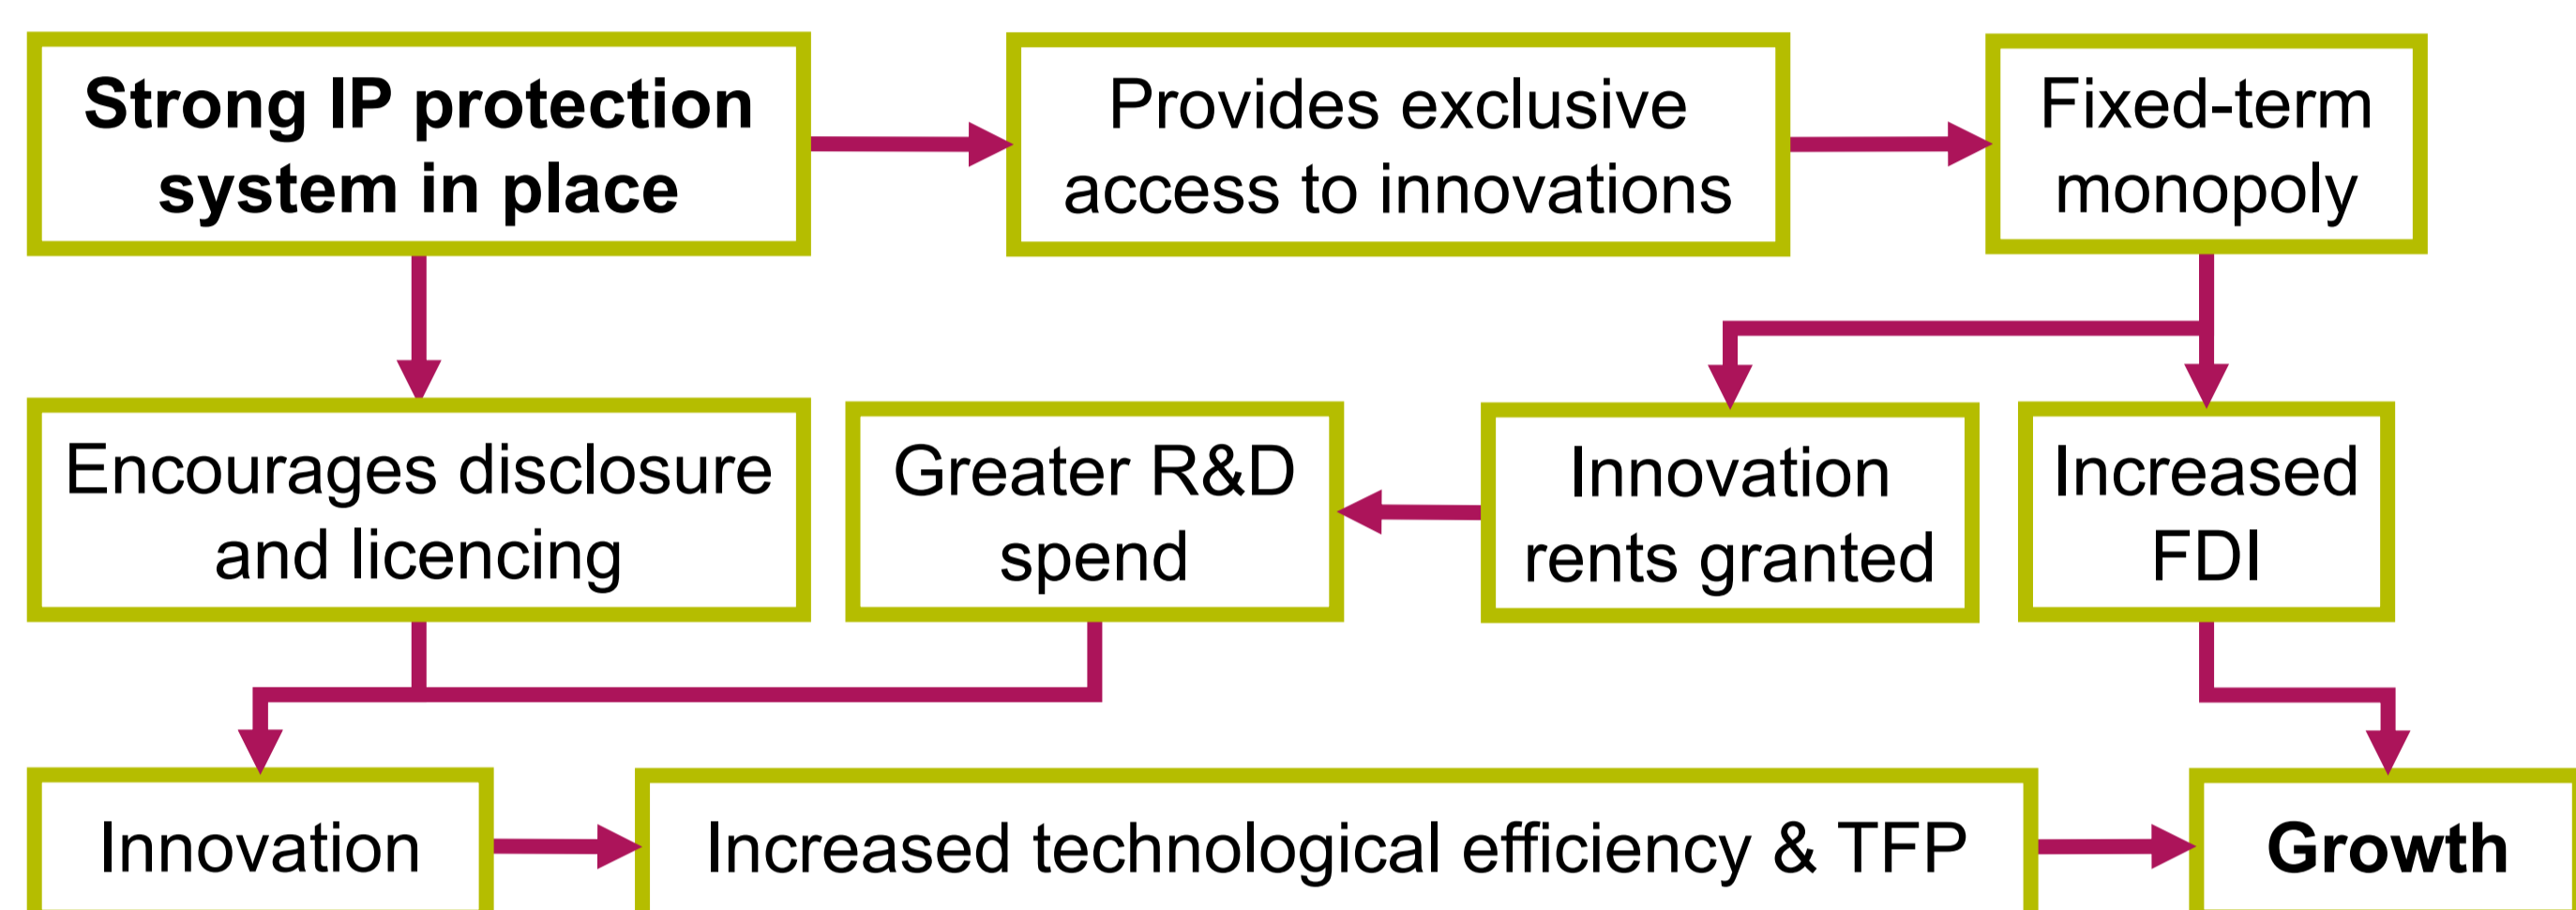 Strong IP protection
system in place
Provides exclusive
access to innovations
Fixed-term
monopoly
Encourages disclosure
and licencing
Greater R&D
spend
Innovation
rents granted
Increased
FDI
Innovation
Increased technological efficiency & TFP
Growth